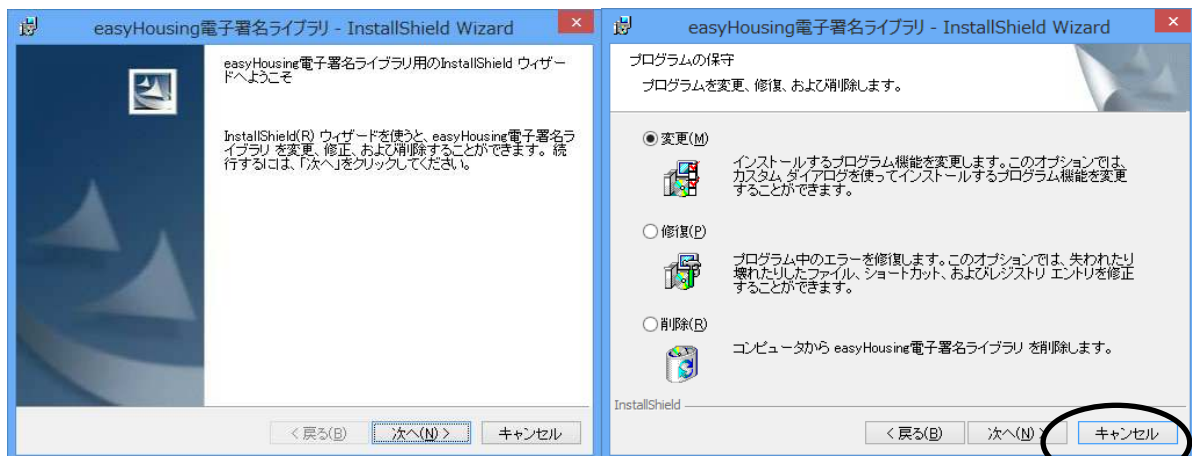 easyHousing電子署名ライブラリ - InstallShield Wizard
easyHousing電子署名ライブラリ用のInstallShield ウィザー
ドへようこそ
InstallShield(R) ウィザードを使うと、easyHousing電子署名ラ
イブラリ を変更、修正、および削除することができます。続
行するには、「次へ」をクリックしてください。
< 戻る(B)
次へ(N) >
キャンセル
easyHousing電子署名ライブラリ - InstallShield Wizard
プログラムの保守
プログラムを変更、修復、および削除します。
変更(M)
インストールするプログラム機能を変更します。このオプションでは、
カスタム ダイアログを使ってインストールするプログラム機能を変更
することができます。
修復(P)
プログラム中のエラーを修復します。このオプションでは、失われたり
壊れたりしたファイル、ショートカット、およびレジストリ エントリを修正
することができます。
削除(R)
コンピュータから easyHousing電子署名ライブラリ を削除します。
InstallShield
< 戻る(B)
次へ(N) >
キャンセル